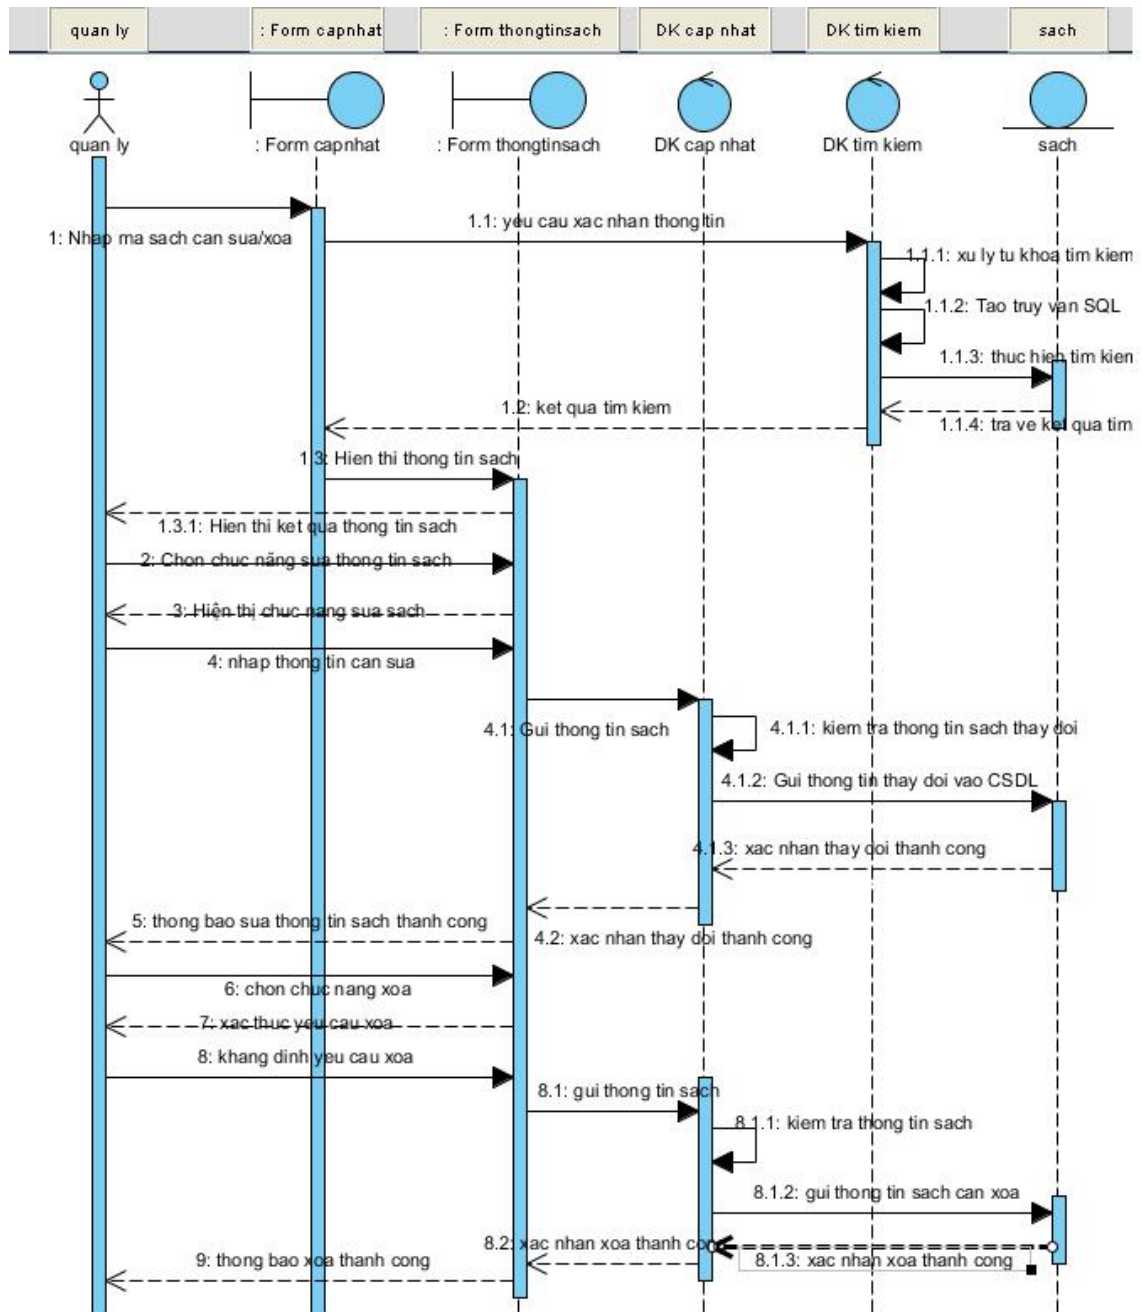 quan ly
: Form capnhat
: Form thongtinsach
DK cap nhat
DK tim kiem
sach
quan ly
: Form capnhat
: Form thongtinsach
DK cap nhat
DK tim kiem
sach
1: Nhap ma sach can sua/xoa
1.1: yeu cau xac nhan thong tin
1.1.1: xu ly tu khoa tim kiem
1.1.2: Tao truy van SQL
1.1.3: thuc hien tim kien
1.1.4: tra ve ket qua tim
1.2: ket qua tim kiem
1.3: Hien thi thong tin sach
1.3.1: Hien thi ket qua thong tin sach
2: Chon chuc năng sua thong tin sach
3: Hiện thị chuc nang sua sach
4: nhap thong tin can sua
4.1: Gui thong tin sach
4.1.1: kiem tra thong tin sach thay doi
4.1.2: Gui thong tin thay doi vao CSDL
4.1.3: xac nhan thay doi thanh cong
4.2: xac nhan thay doi thanh cong
5: thong bao sua thong tin sach thanh cong
6: chon chuc nang xoa
7: xac thuc yeu cau xoa
8: khang dinh yeu cau xoa
8.1: gui thong tin sach
8.1.1: kiem tra thong tin sach
8.1.2: gui thong tin sach can xoa
8.1.3: xac nhan xoa thanh cong
8.2: xac nhan xoa thanh cong
9: thong bao xoa thanh cong